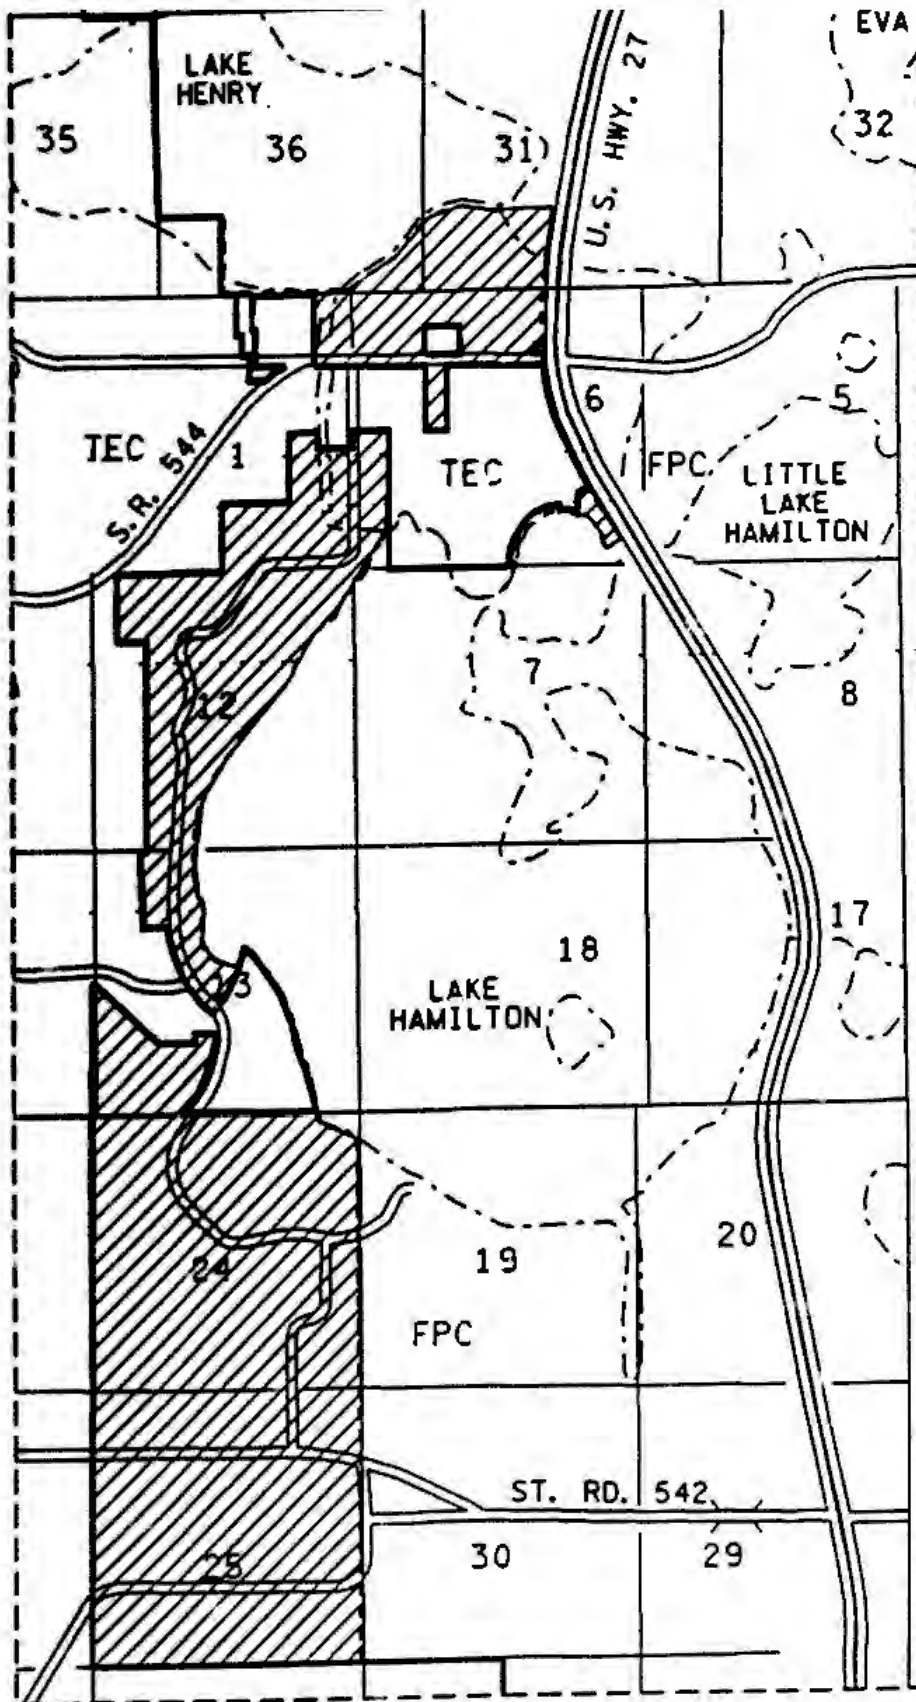 EVA
LAKE
HENRY
U.S. HWY. 27
35
36
31
32
6
5
TEC
S.R. 544
1
TEC
FPC
LITTLE
LAKE
HAMILTON
7
12
8
17
18
LAKE
HAMILTON
20
19
24
FPC
ST. RD. 542
25
30
29